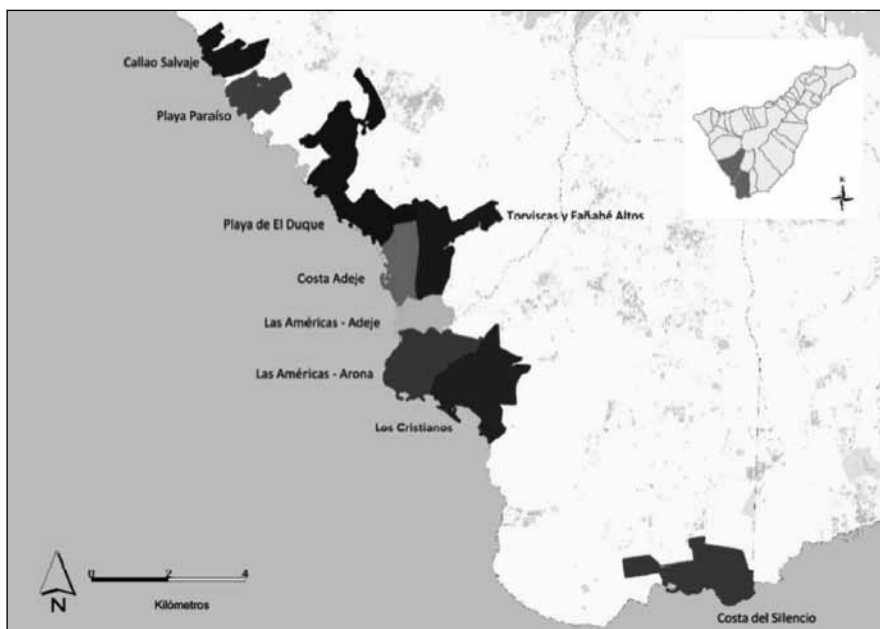 Callao Salvaje
Playa Paraíso
Playa de El Duque
Torviscas y Fañabé Altos
Costa Adeje
Las Américas - Adeje
Las Américas - Arona
Los Cristianos
Costa del Silencio
N
0 2 4
Kilómetros
N